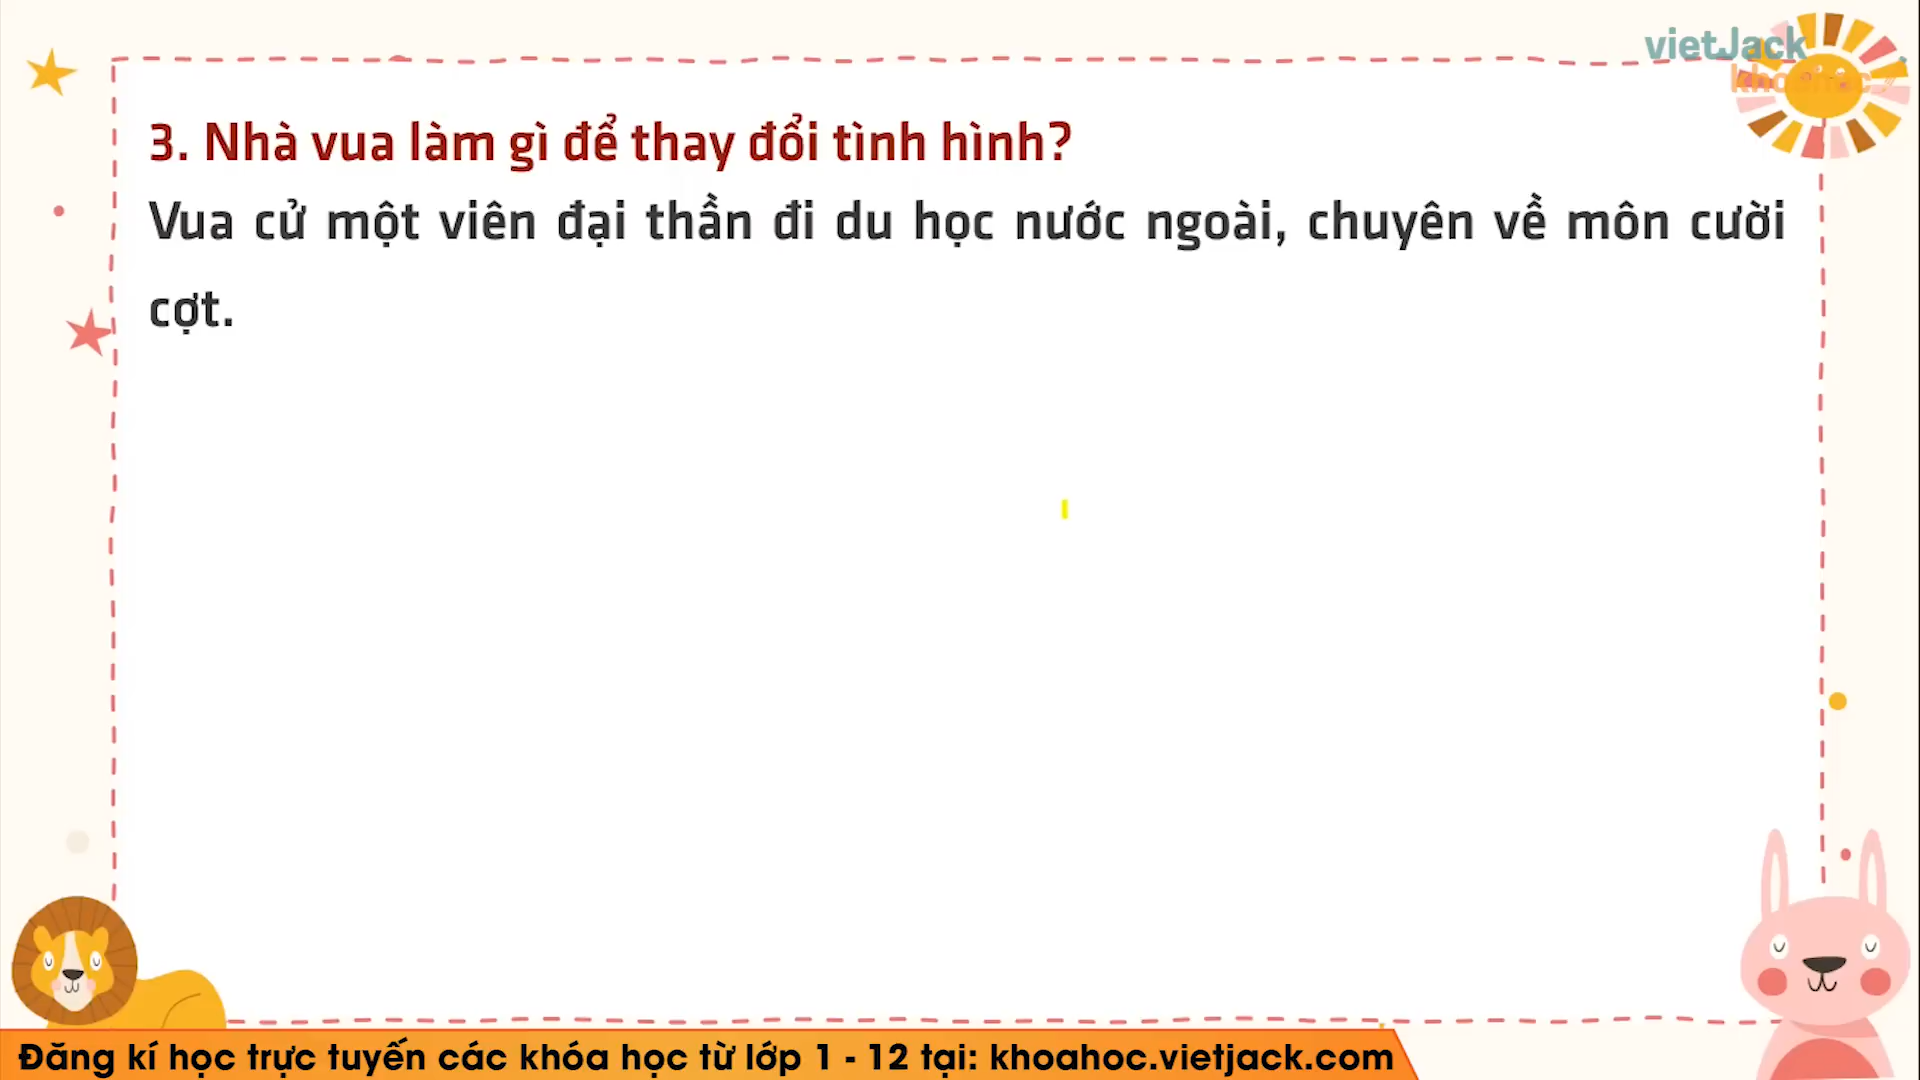 vietJack
khoahoc
3. Nhà vua làm gì để thay đổi tình hình?
Vua cử một viên đại thần đi du học nước ngoài, chuyên về môn cười
cợt.
Đăng kí học trực tuyến các khóa học từ lớp 1 - 12 tại: khoahoc.vietjack.com